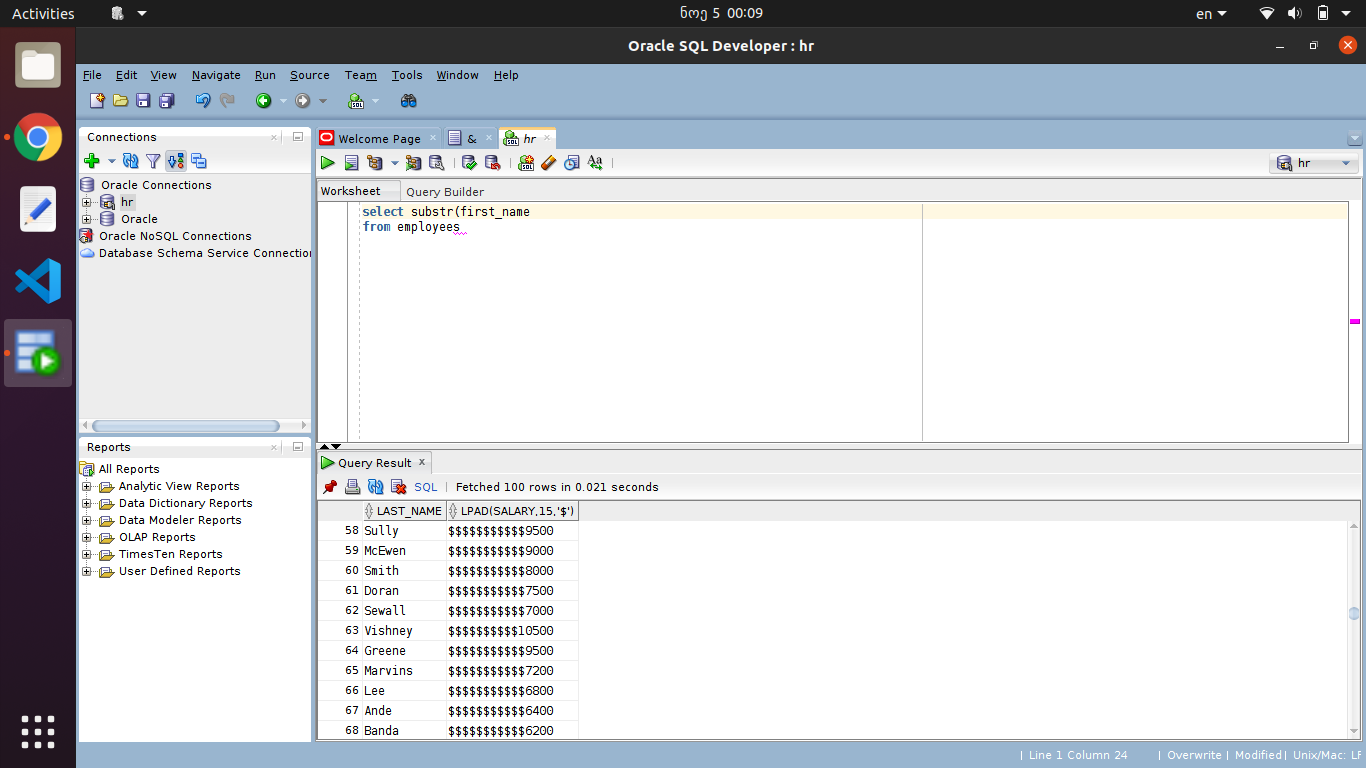 Activities
ნოე 5 00:09
en
Oracle SQL Developer : hr
File Edit View Navigate Run Source Team Tools Window Help
Connections
Oracle Connections
hr
Oracle
Oracle NoSQL Connections
Database Schema Service Connection
Reports
All Reports
Analytic View Reports
Data Dictionary Reports
Data Modeler Reports
OLAP Reports
TimesTen Reports
User Defined Reports
Welcome Page
&
hr
hr
Worksheet Query Builder
select substr(first_name
from employees
Query Result
SQL Fetched 100 rows in 0.021 seconds
LAST_NAME LPAD(SALARY,15,'$')
58 Sully $$$$$$$$$$$9500
59 McEwen $$$$$$$$$$$9000
60 Smith $$$$$$$$$$$8000
61 Doran $$$$$$$$$$$7500
62 Sewall $$$$$$$$$$$7000
63 Vishney $$$$$$$$$$10500
64 Greene $$$$$$$$$$$9500
65 Marvins $$$$$$$$$$$7200
66 Lee $$$$$$$$$$$6800
67 Ande $$$$$$$$$$$6400
68 Banda $$$$$$$$$$$6200
| Line 1 Column 24 | Overwrite | Modified | Unix/Mac: LF